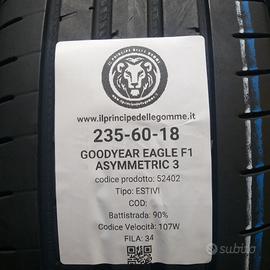 IL PRINCIPE DELLE GOMME
www.ilprincipedellegomme.it
235-60-18
GOODYEAR EAGLE F1
ASYMMETRIC 3
codice prodotto: 52402
Tipo: ESTIVI
COD:
Battistrada: 90%
Codice Velocità: 107W
FILA: 34
subito